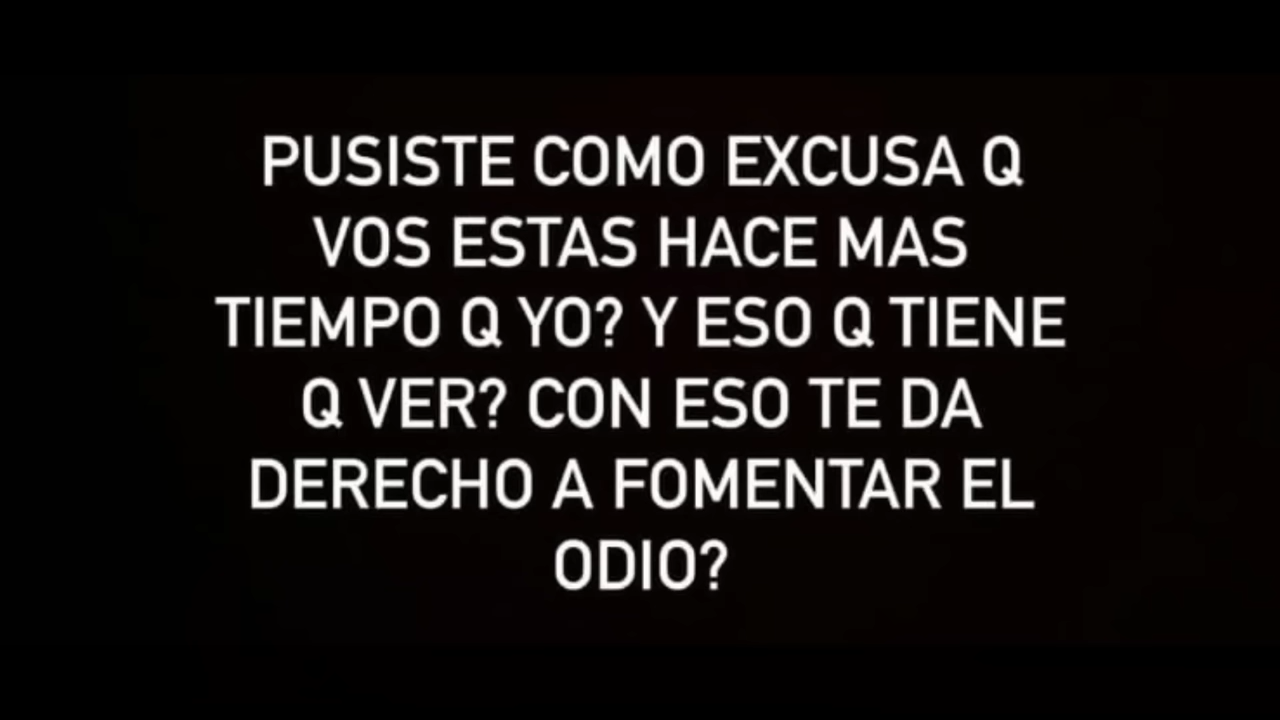 PUSISTE COMO EXCUSA Q
VOS ESTAS HACE MAS
TIEMPO Q YO? Y ESO Q TIENE
Q VER? CON ESO TE DA
DERECHO A FOMENTAR EL
ODIO?